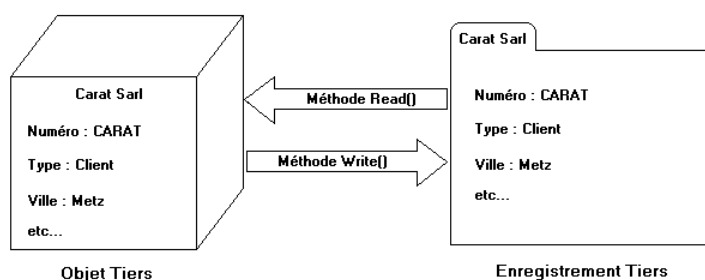 Carat Sarl
Numéro : CARAT
Type : Client
Ville : Metz
etc...
Objet Tiers
Méthode Read()
Méthode Write()
Carat Sarl
Numéro : CARAT
Type : Client
Ville : Metz
etc...
Enregistrement Tiers